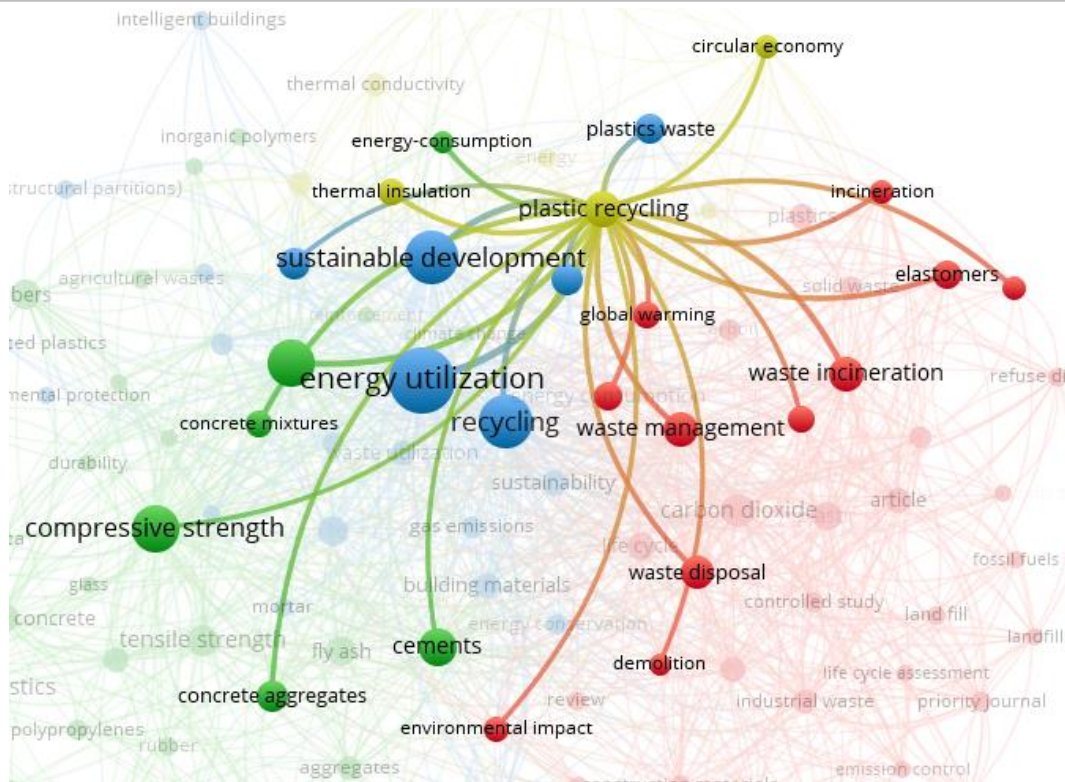 intelligent buildings
circular economy
thermal conductivity
plastics waste
inorganic polymers
energy-consumption
energy
structural partitions)
thermal insulation
incineration
plastic recycling
plastics
sustainable development
agricultural wastes
elastomers
solid waste
bers
reinforcement
global warming
climate change
ted plastics
energy utilization
waste incineration
refuse di
mental protection
energy consumption
concrete mixtures
recycling
waste management
waste utilization
durability
sustainability
article
carbon dioxide
compressive strength
gas emissions
life cycle
fossil fuels
waste disposal
glass
building materials
controlled study
mortar
land fill
concrete
energy conservation
landfill
tensile strength
cements
fly ash
demolition
life cycle assessment
stics
concrete aggregates
review
industrial waste
priority journal
environmental impact
polypropylenes
rubber
aggregates
emission control